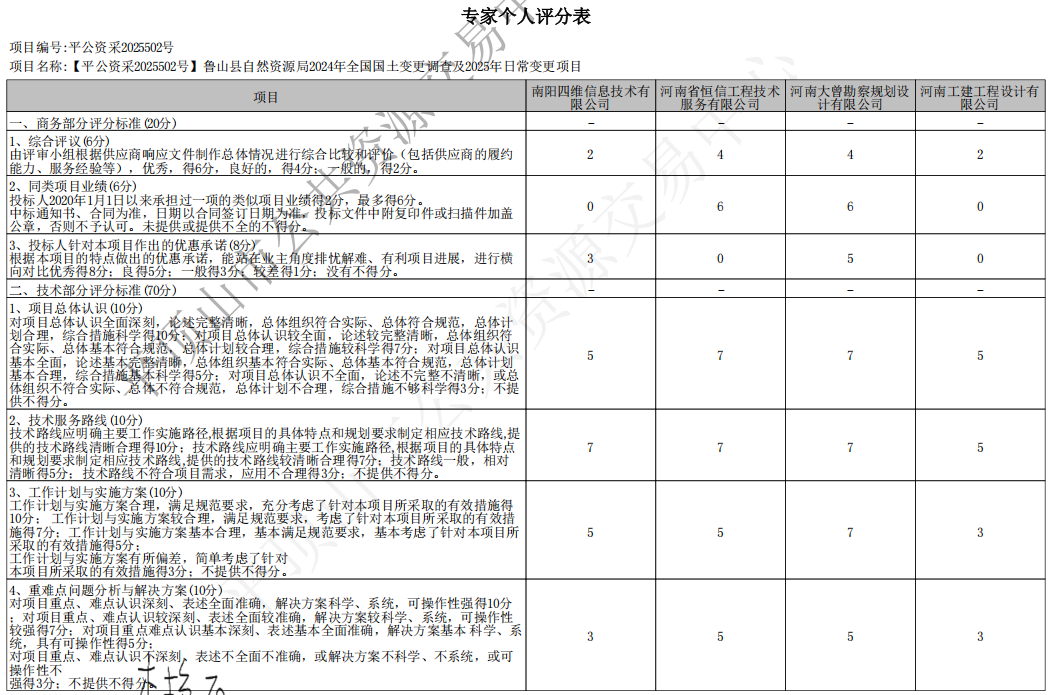 专家个人评分表
项目编号:平公资采2025502号
项目名称:【平公资采2025502号】鲁山县自然资源局2024年全国国土变更调查及2025年日常变更项目
项目 南阳四维信息技术有限公司 河南省恒信工程技术服务有限公司 河南大曾勘察规划设计有限公司 河南工建工程设计有限公司
一、商务部分评分标准(20分) - - - -
1、综合评议(6分)
由评审小组根据供应商响应文件制作总体情况进行综合比较和评价（包括供应商的履约
能力、服务经验等），优秀，得6分，良好的，得4分；一般的，得2分。
2 4 4 2
2、同类项目业绩(6分)
投标人2020年1月1日以来承担过一项的类似项目业绩得2分，最多得6分。
中标通知书、合同为准，日期以合同签订日期为准，投标文件中附复印件或扫描件加盖
公章，否则不予认可。未提供或提供不全的不得分。
0 6 6 0
3、投标人针对本项目作出的优惠承诺(8分)
根据本项目的特点做出的优惠承诺，能站在业主角度排忧解难、有利项目进展，进行横
向对比优秀得8分；良得5分；一般得3分；较差得1分；没有不得分。
3 0 5 0
二、技术部分评分标准(70分) - - - -
1、项目总体认识(10分)
对项目总体认识全面深刻，论述完整清晰，总体组织符合实际、总体符合规范，总体计
划合理，综合措施科学得10分；对项目总体认识较全面，论述较完整清晰，总体组织符
合实际、总体基本符合规范，总体计划较合理，综合措施较科学得7分；对项目总体认识
基本全面，论述基本完整清晰，总体组织基本符合实际、总体基本符合规范，总体计划
基本合理，综合措施基本科学得5分；对项目总体认识不全面，论述不完整不清晰，或总
体组织不符合实际、总体不符合规范，总体计划不合理，综合措施不够科学得3分；不提
供不得分。
5 7 7 5
2、技术服务路线(10分)
技术路线应明确主要工作实施路径,根据项目的具体特点和规划要求制定相应技术路线,提
供的技术路线清晰合理得10分；技术路线应明确主要工作实施路径,根据项目的具体特点
和规划要求制定相应技术路线,提供的技术路线较清晰合理得7分；技术路线一般，相对
清晰得5分；技术路线不符合项目需求，应用不合理得3分；不提供不得分。
7 7 7 5
3、工作计划与实施方案(10分)
工作计划与实施方案合理，满足规范要求，充分考虑了针对本项目所采取的有效措施得
10分； 工作计划与实施方案较合理，满足规范要求，考虑了针对本项目所采取的有效措
施得7分；工作计划与实施方案基本合理，基本满足规范要求，基本考虑了针对本项目所
采取的有效措施得5分；
工作计划与实施方案有所偏差，简单考虑了针对
本项目所采取的有效措施得3分；不提供不得分。
5 5 7 3
4、重难点问题分析与解决方案(10分)
对项目重点、难点认识深刻、表述全面准确，解决方案科学、系统，可操作性强得10分
；对项目重点、难点认识较深刻、表述全面较准确，解决方案较科学、系统，可操作性
较强得7分；对项目重点难点认识基本深刻、表述基本全面准确，解决方案基本 科学、系
统，具有可操作性得5分；
对项目重点、难点认识不深刻、表述不全面不准确，或解决方案不科学、不系统，或可
操作性不
强得3分；不提供不得分。
3 5 5 3
平顶山市公共资源交易中心